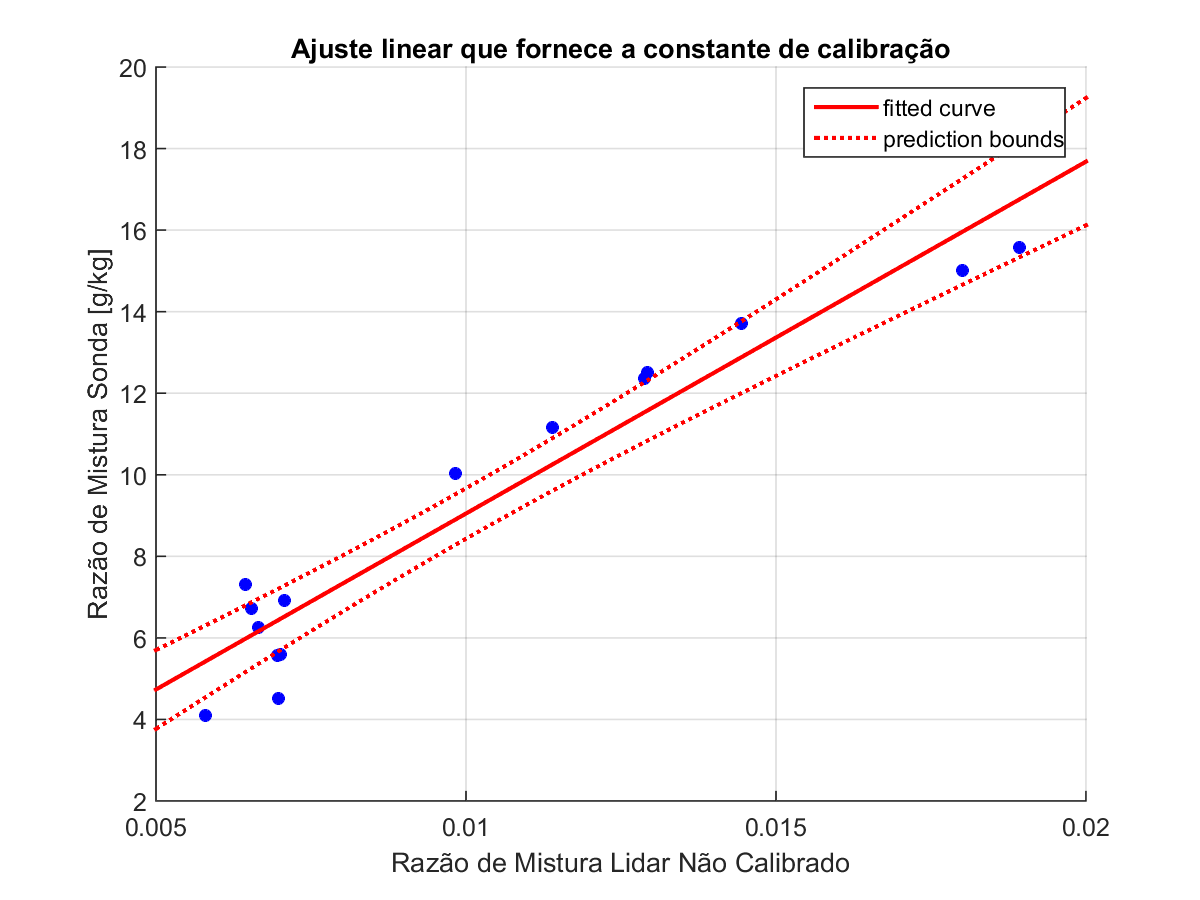 Ajuste linear que fornece a constante de calibração
fitted curve
prediction bounds
Razão de Mistura Sonda [g/kg]
20
18
16
14
12
10
8
6
4
2
0.005
0.01
0.015
0.02
Razão de Mistura Lidar Não Calibrado